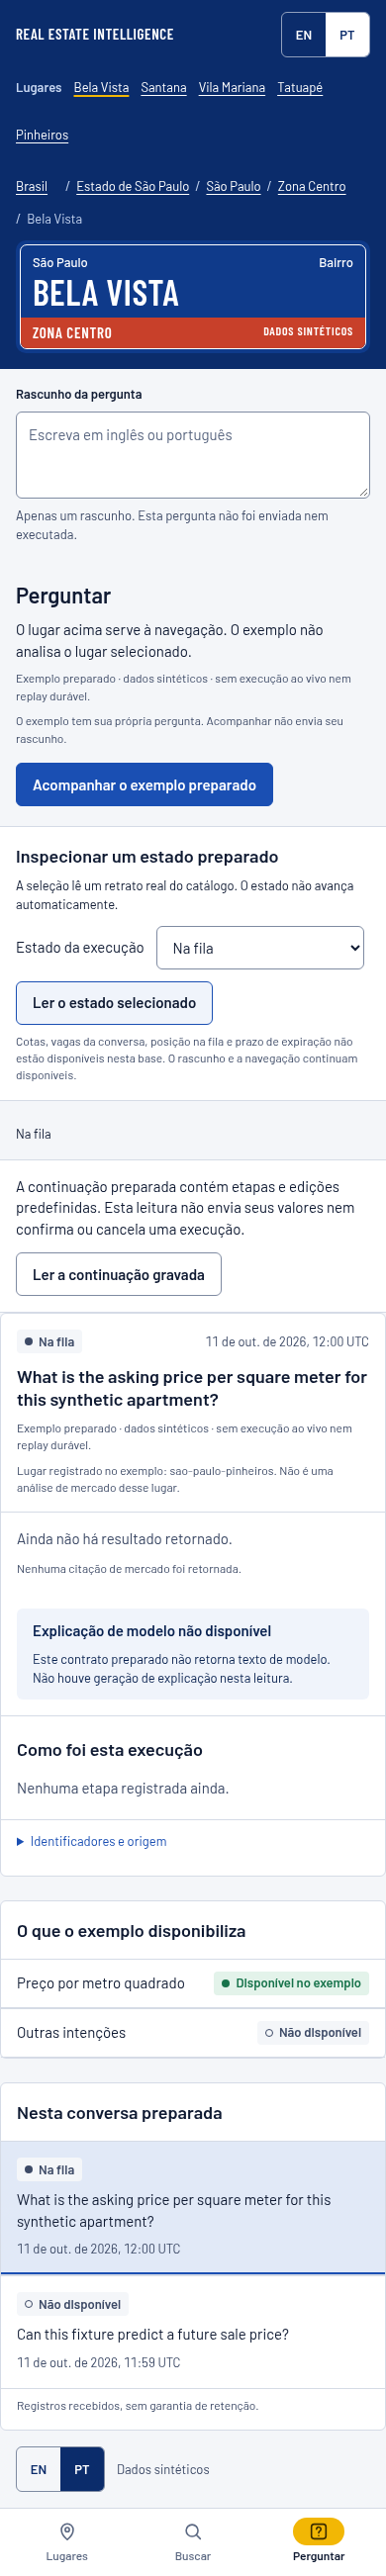 REAL ESTATE INTELLIGENCE
EN PT
Lugares Bela Vista Santana Vila Mariana Tatuapé
Pinheiros
Brasil / Estado de São Paulo / São Paulo / Zona Centro
/ Bela Vista
São Paulo Bairro
BELA VISTA
ZONA CENTRO DADOS SINTÉTICOS
Rascunho da pergunta
Escreva em inglês ou português
Apenas um rascunho. Esta pergunta não foi enviada nem
executada.
Perguntar
O lugar acima serve à navegação. O exemplo não
analisa o lugar selecionado.
Exemplo preparado · dados sintéticos · sem execução ao vivo nem
replay durável.
O exemplo tem sua própria pergunta. Acompanhar não envia seu
rascunho.
Acompanhar o exemplo preparado
Inspecionar um estado preparado
A seleção lê um retrato real do catálogo. O estado não avança
automaticamente.
Estado da execução Na fila
Ler o estado selecionado
Cotas, vagas da conversa, posição na fila e prazo de expiração não
estão disponíveis nesta base. O rascunho e a navegação continuam
disponíveis.
Na fila
A continuação preparada contém etapas e edições
predefinidas. Esta leitura não envia seus valores nem
confirma ou cancela uma execução.
Ler a continuação gravada
Na fila 11 de out. de 2026, 12:00 UTC
What is the asking price per square meter for
this synthetic apartment?
Exemplo preparado · dados sintéticos · sem execução ao vivo nem
replay durável.
Lugar registrado no exemplo: sao-paulo-pinheiros. Não é uma
análise de mercado desse lugar.
Ainda não há resultado retornado.
Nenhuma citação de mercado foi retornada.
Explicação de modelo não disponível
Este contrato preparado não retorna texto de modelo.
Não houve geração de explicação nesta leitura.
Como foi esta execução
Nenhuma etapa registrada ainda.
Identificadores e origem
O que o exemplo disponibiliza
Preço por metro quadrado Disponível no exemplo
Outras intenções Não disponível
Nesta conversa preparada
Na fila
What is the asking price per square meter for this
synthetic apartment?
11 de out. de 2026, 12:00 UTC
Não disponível
Can this fixture predict a future sale price?
11 de out. de 2026, 11:59 UTC
Registros recebidos, sem garantia de retenção.
EN PT Dados sintéticos
Lugares Buscar Perguntar